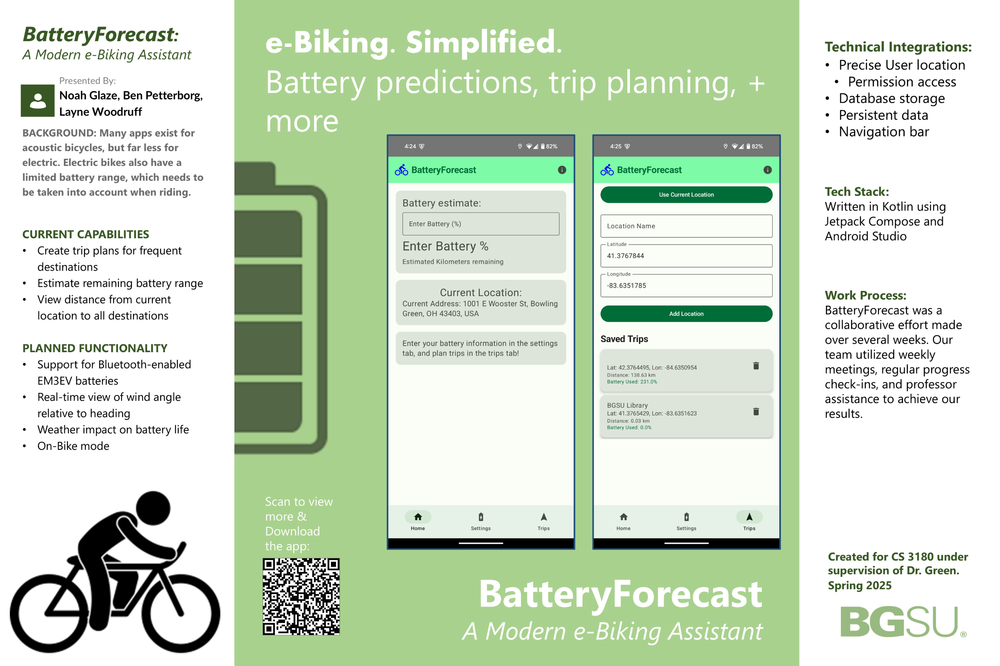 BatteryForecast:
A Modern e-Biking Assistant
Presented By:
Noah Glaze, Ben Petterborg,
Layne Woodruff
BACKGROUND: Many apps exist for
acoustic bicycles, but far less for
electric. Electric bikes also have a
limited battery range, which needs to
be taken into account when riding.
CURRENT CAPABILITIES
• Create trip plans for frequent
destinations
• Estimate remaining battery range
• View distance from current
location to all destinations
PLANNED FUNCTIONALITY
• Support for Bluetooth-enabled
EM3EV batteries
• Real-time view of wind angle
relative to heading
• Weather impact on battery life
• On-Bike mode
e-Biking. Simplified.
Battery predictions, trip planning, +
more
4:24
82%
BatteryForecast
Battery estimate:
Enter Battery (%)
Enter Battery %
Estimated Kilometers remaining
Current Location:
Current Address: 1001 E Wooster St, Bowling
Green, OH 43403, USA
Enter your battery information in the settings
tab, and plan trips in the trips tab!
Home
Settings
Trips
4:25
82%
BatteryForecast
Use Current Location
Location Name
Latitude
41.3767844
Longitude
-83.6351785
Add Location
Saved Trips
Lat: 42.3764495, Lon: -84.6350954
Distance: 138.63 km
Battery Used: 231.0%
BGSU Library
Lat: 41.3765429, Lon: -83.6351623
Distance: 0.03 km
Battery Used: 0.0%
Home
Settings
Trips
Scan to view
more &
Download
the app:
BatteryForecast
A Modern e-Biking Assistant
Technical Integrations:
• Precise User location
• Permission access
• Database storage
• Persistent data
• Navigation bar
Tech Stack:
Written in Kotlin using
Jetpack Compose and
Android Studio
Work Process:
BatteryForecast was a
collaborative effort made
over several weeks. Our
team utilized weekly
meetings, regular progress
check-ins, and professor
assistance to achieve our
results.
Created for CS 3180 under
supervision of Dr. Green.
Spring 2025
BGSU®